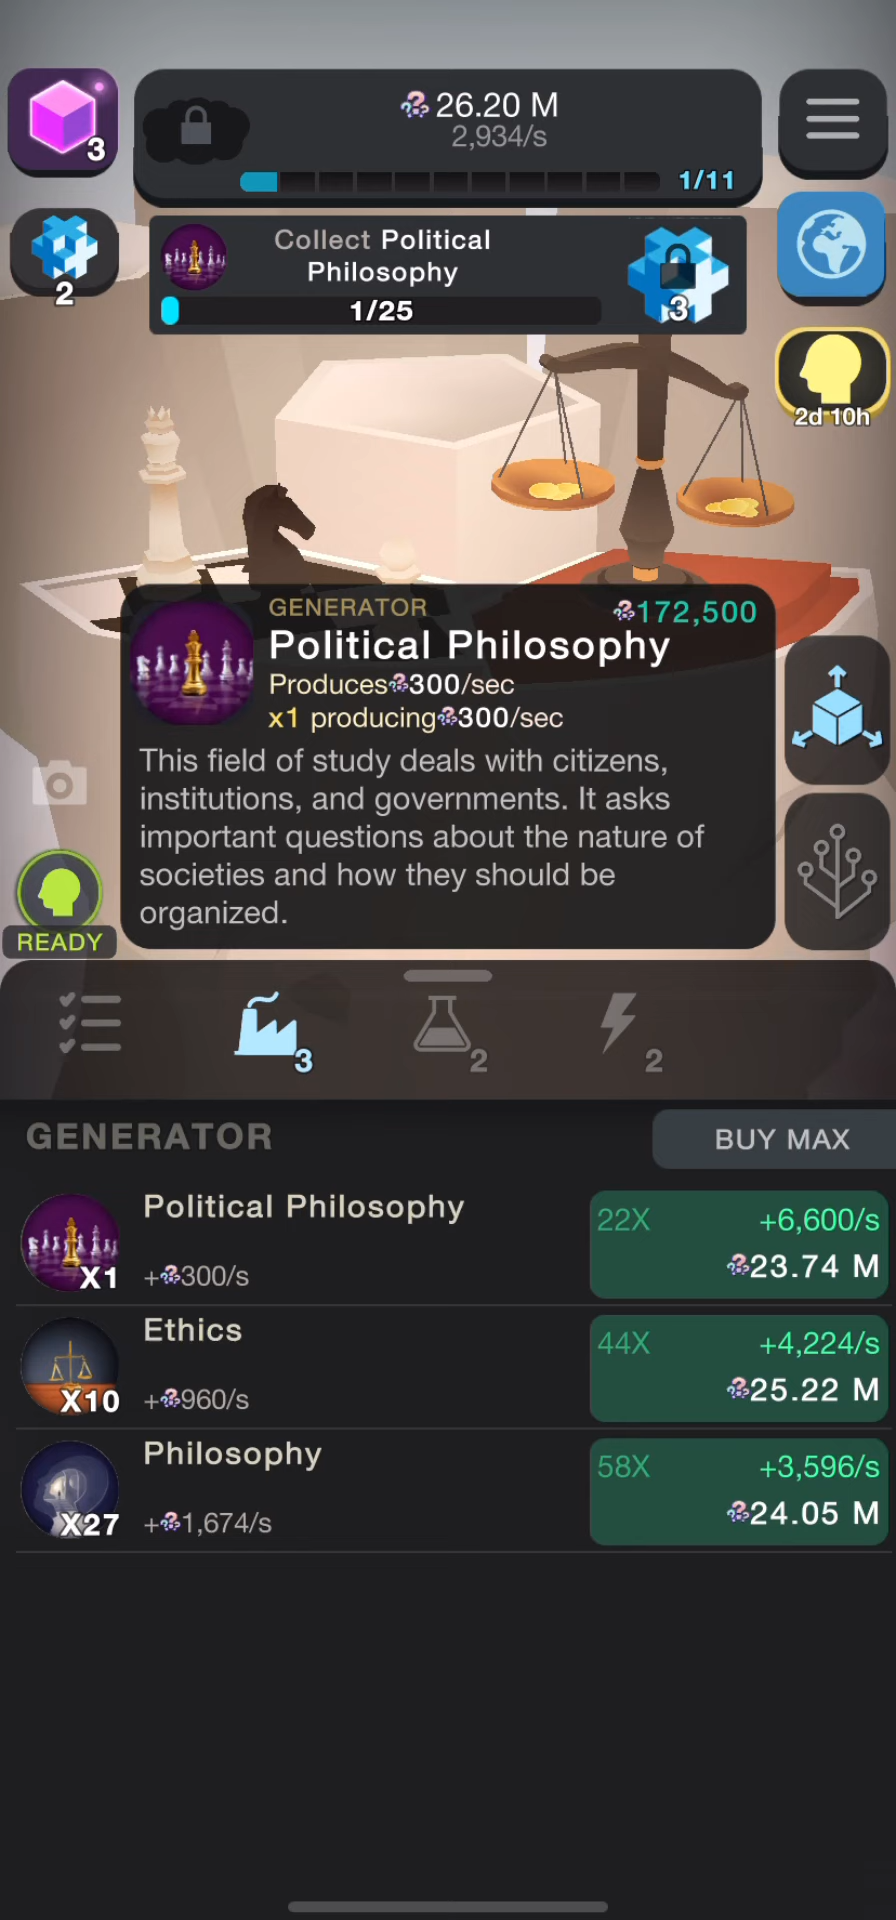 3
26.20 M
2,934/s
1/11
2
Collect Political
Philosophy
1/25
3
2d 10h
GENERATOR
172,500
Political Philosophy
Produces 300/sec
x1 producing 300/sec
This field of study deals with citizens,
institutions, and governments. It asks
important questions about the nature of
societies and how they should be
organized.
READY
3
2
2
GENERATOR
BUY MAX
Political Philosophy
X1
+300/s
22X
+6,600/s
23.74 M
Ethics
X10
+960/s
44X
+4,224/s
25.22 M
Philosophy
X27
+1,674/s
58X
+3,596/s
24.05 M